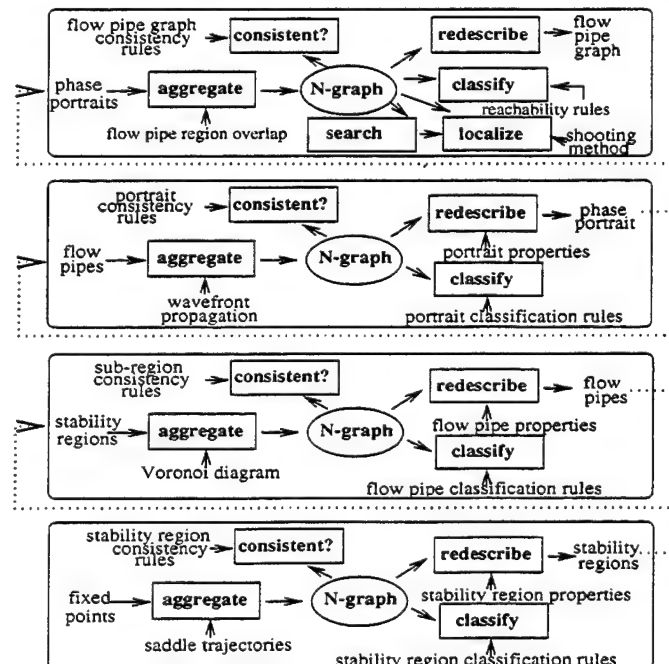 flow pipe graph
consistency
rules
consistent?
redescribe
flow
pipe
graph
phase
portraits
aggregate
N-graph
classify
reachability rules
flow pipe region overlap
search
localize
shooting
method
portrait
consistency
rules
consistent?
redescribe
phase
portrait
flow
pipes
aggregate
N-graph
portrait properties
classify
wavefront
propagation
portrait classification rules
sub-region
consistency
rules
consistent?
redescribe
flow
pipes
stability
regions
aggregate
N-graph
flow pipe properties
classify
Voronoi diagram
flow pipe classification rules
stability region
consistency
rules
consistent?
redescribe
stability
regions
fixed
points
aggregate
N-graph
stability region properties
classify
saddle trajectories
stability region classification rules